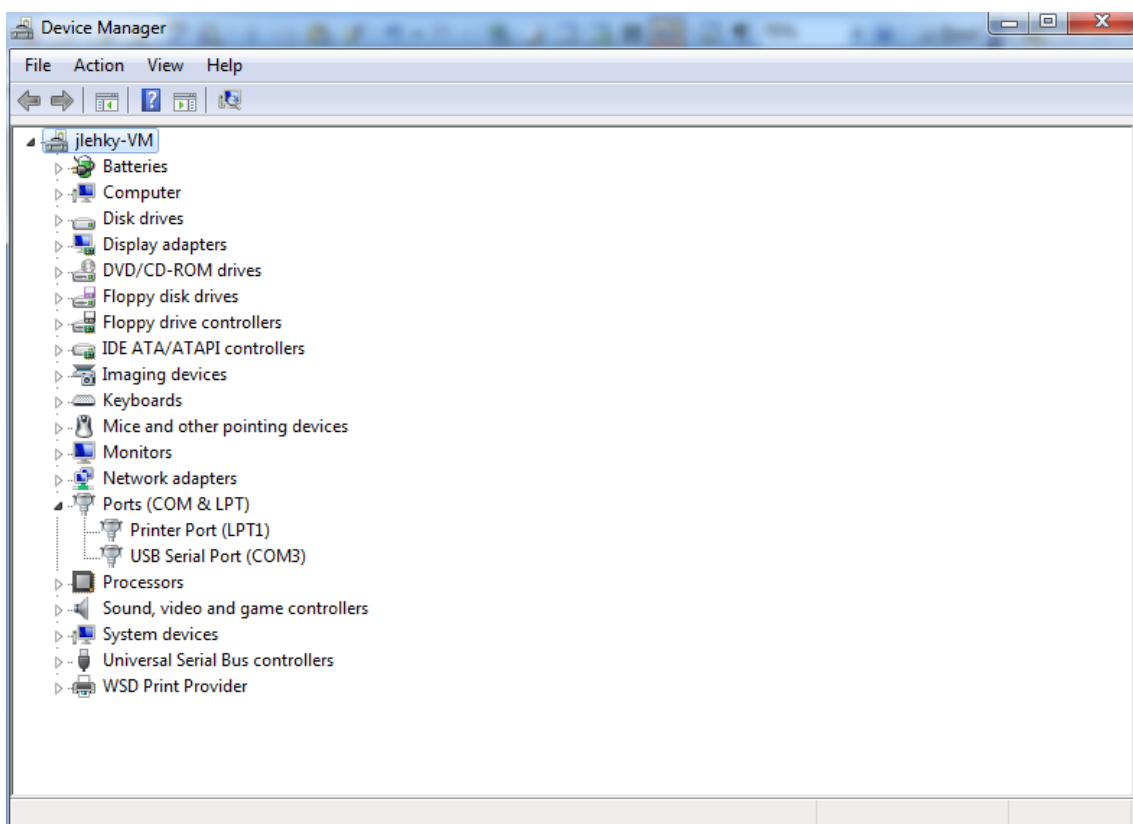 Device Manager
File Action View Help
jlehky-VM
Batteries
Computer
Disk drives
Display adapters
DVD/CD-ROM drives
Floppy disk drives
Floppy drive controllers
IDE ATA/ATAPI controllers
Imaging devices
Keyboards
Mice and other pointing devices
Monitors
Network adapters
Ports (COM & LPT)
Printer Port (LPT1)
USB Serial Port (COM3)
Processors
Sound, video and game controllers
System devices
Universal Serial Bus controllers
WSD Print Provider